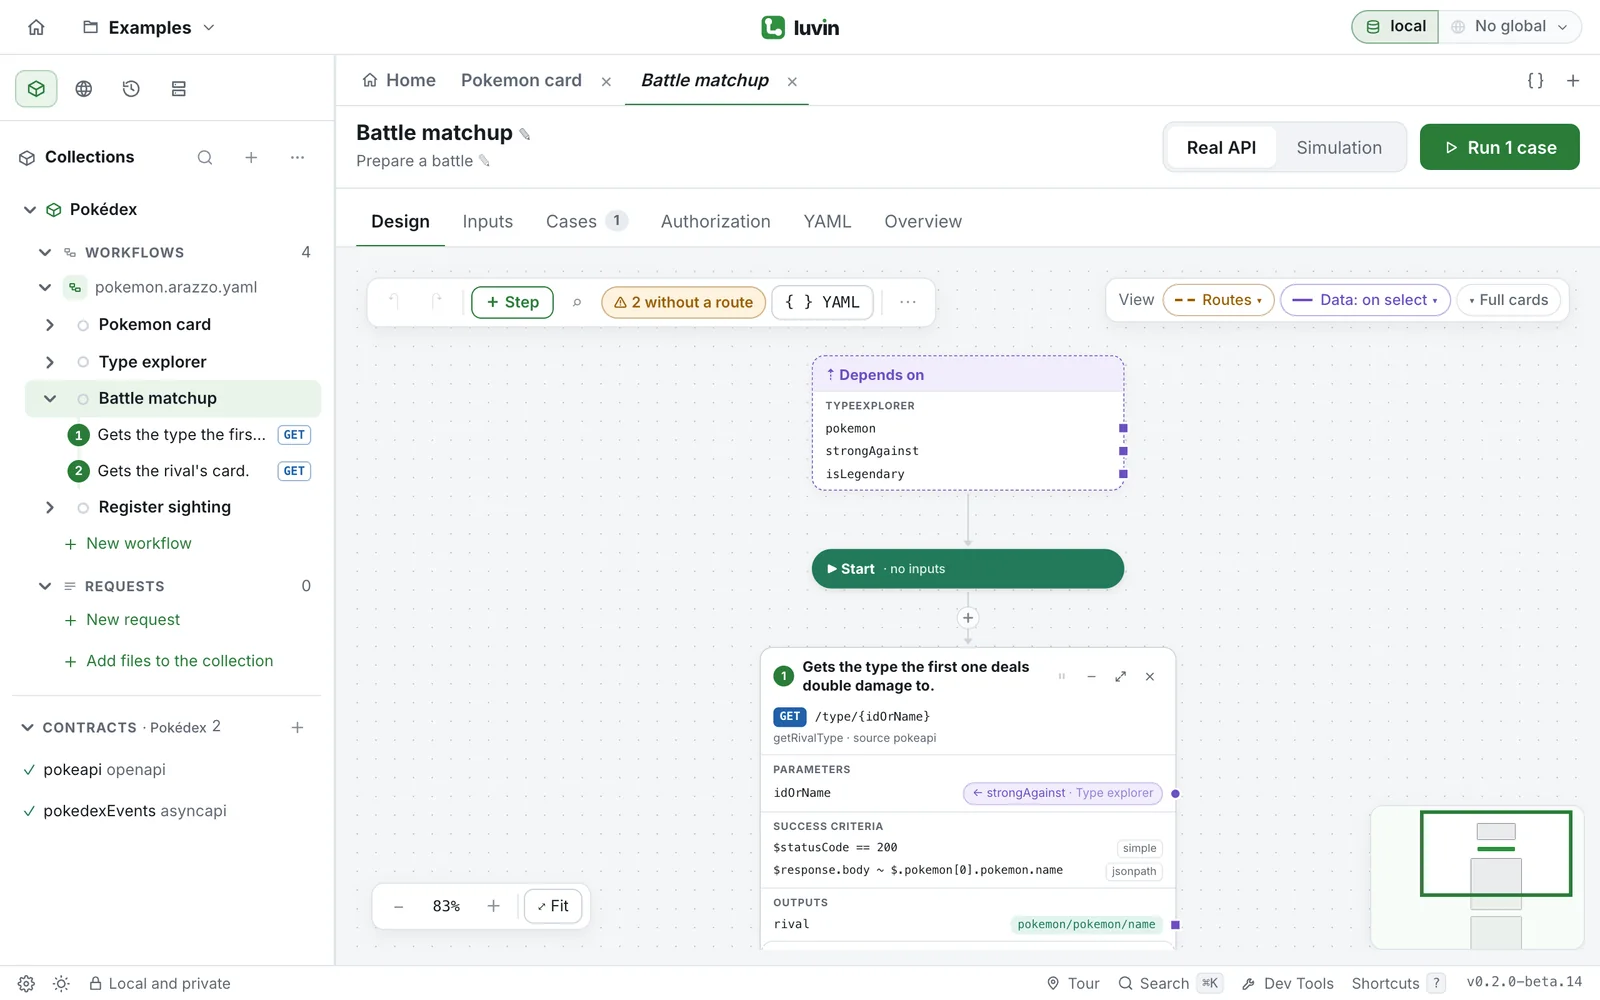 Examples
luvin
local
No global
Home
Pokemon card
Battle matchup
{ }
Battle matchup
Prepare a battle
Real API
Simulation
Run 1 case
Collections
Pokédex
WORKFLOWS 4
pokemon.arazzo.yaml
Pokemon card
Type explorer
Battle matchup
1 Gets the type the firs... GET
2 Gets the rival's card. GET
Register sighting
+ New workflow
REQUESTS 0
+ New request
+ Add files to the collection
CONTRACTS · Pokédex 2 +
pokeapi openapi
pokedexEvents asyncapi
Design
Inputs
Cases 1
Authorization
YAML
Overview
+ Step
2 without a route
{ } YAML
...
View
Routes
Data: on select
Full cards
Depends on
TYPEEXPLORER
pokemon
strongAgainst
isLegendary
Start · no inputs
+
1 Gets the type the first one deals
double damage to.
GET /type/{idOrName}
getRivalType · source pokeapi
PARAMETERS
idOrName ← strongAgainst · Type explorer
SUCCESS CRITERIA
$statusCode == 200 simple
$response.body ~ $.pokemon[0].pokemon.name jsonpath
OUTPUTS
rival pokemon/pokemon/name
− 83% + Fit
Local and private
Tour
Search ⌘K
Dev Tools
Shortcuts ?
v0.2.0-beta.14